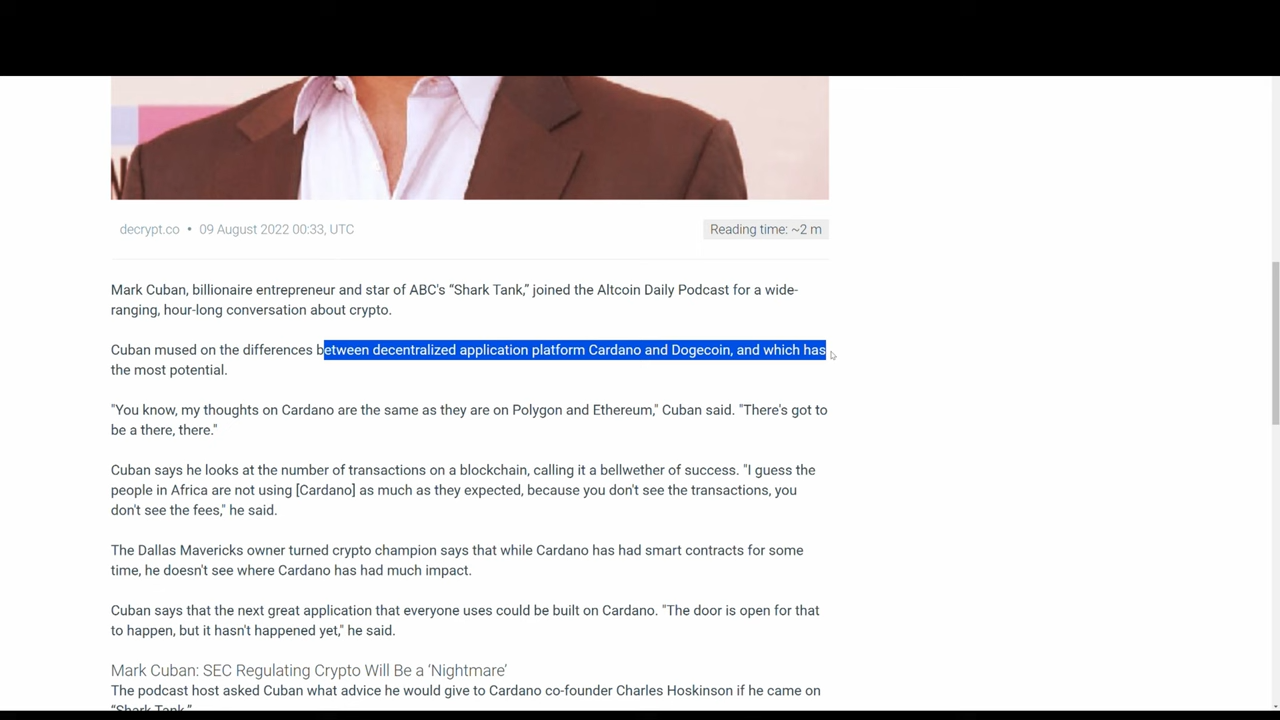 decrypt.co • 09 August 2022 00:33, UTC
Reading time: ~2 m
Mark Cuban, billionaire entrepreneur and star of ABC's “Shark Tank,” joined the Altcoin Daily Podcast for a wide-
ranging, hour-long conversation about crypto.
Cuban mused on the differences between decentralized application platform Cardano and Dogecoin, and which has
the most potential.
"You know, my thoughts on Cardano are the same as they are on Polygon and Ethereum," Cuban said. "There's got to
be a there, there."
Cuban says he looks at the number of transactions on a blockchain, calling it a bellwether of success. "I guess the
people in Africa are not using [Cardano] as much as they expected, because you don't see the transactions, you
don't see the fees," he said.
The Dallas Mavericks owner turned crypto champion says that while Cardano has had smart contracts for some
time, he doesn't see where Cardano has had much impact.
Cuban says that the next great application that everyone uses could be built on Cardano. "The door is open for that
to happen, but it hasn't happened yet," he said.
Mark Cuban: SEC Regulating Crypto Will Be a ‘Nightmare’
The podcast host asked Cuban what advice he would give to Cardano co-founder Charles Hoskinson if he came on
“Shark Tank.”